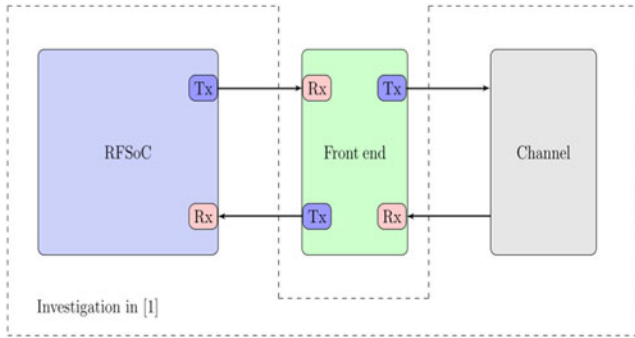 Tx
Rx
Tx
RFSoC
Front end
Channel
Rx
Tx
Rx
Investigation in [1]